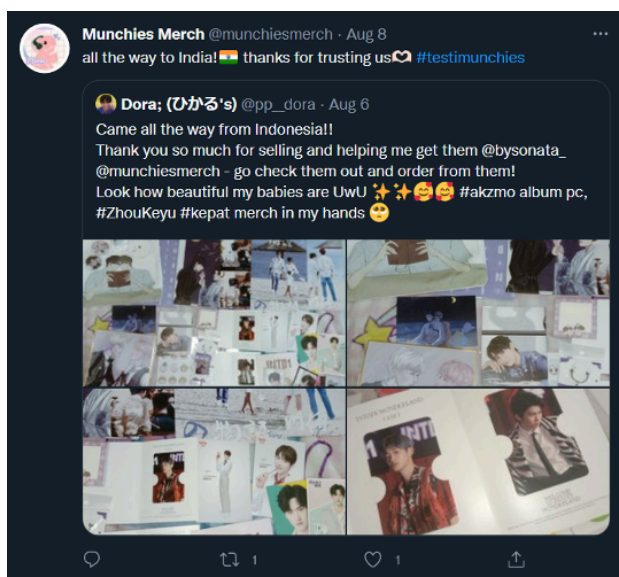 Munchies Merch @munchiesmerch · Aug 8
all the way to India!🇮🇳 thanks for trusting us🫶 #testimunchies
Dora; (ひかる's) @pp_dora · Aug 6
Came all the way from Indonesia!!
Thank you so much for selling and helping me get them @bysonata_
@munchiesmerch - go check them out and order from them!
Look how beautiful my babies are UwU ✨✨🥰🥰 #akzmo album pc,
#ZhouKeyu #kepat merch in my hands 🥺
1
1